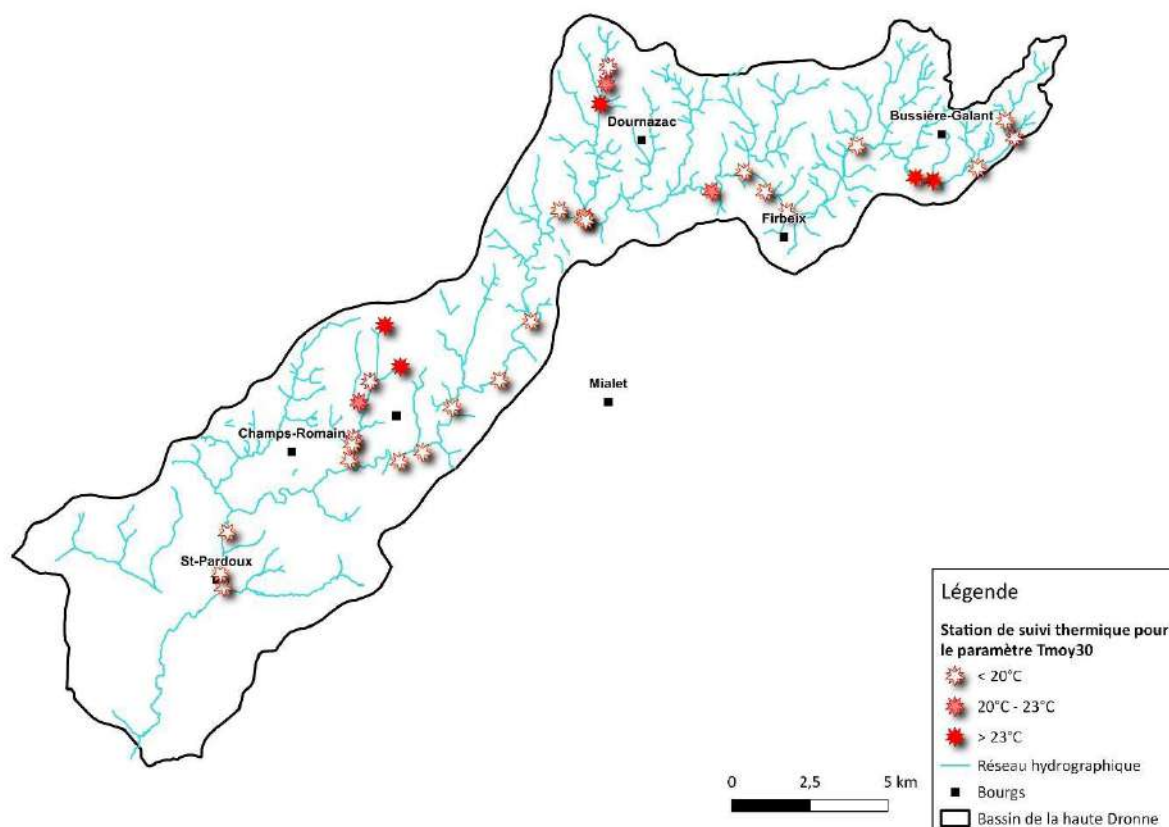 Dournazac
Bussière-Galant
Firbeix
Mialet
Champs-Romain
St-Pardoux
Légende
Station de suivi thermique pour
le paramètre Tmoy30
< 20°C
20°C - 23°C
> 23°C
Réseau hydrographique
Bourgs
Bassin de la haute Dronne
0 2,5 5 km